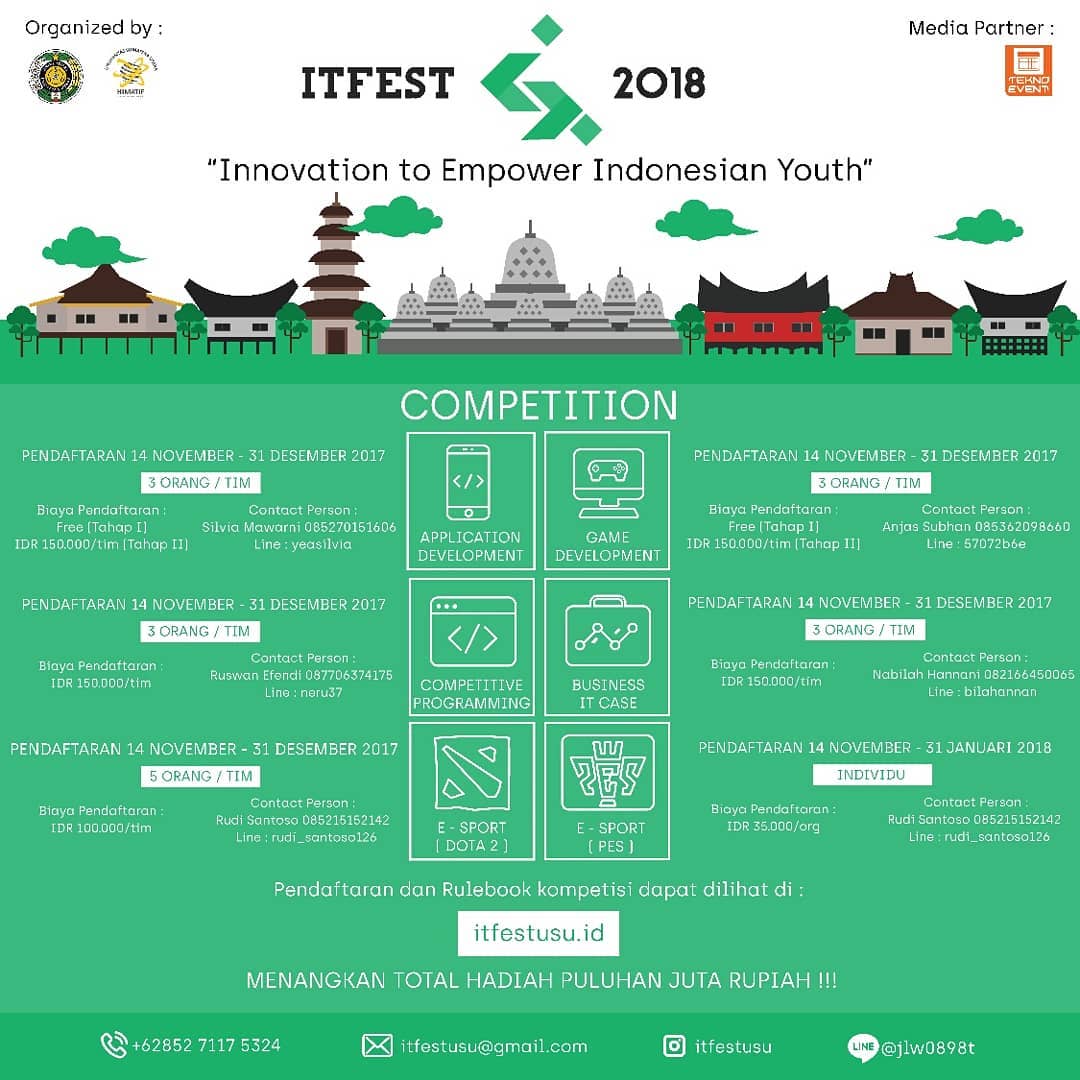 Organized by :
Media Partner :
HIMATIF
TEKNO
EVENT
ITFEST 2018
“Innovation to Empower Indonesian Youth”
COMPETITION
PENDAFTARAN 14 NOVEMBER - 31 DESEMBER 2017
3 ORANG / TIM
Biaya Pendaftaran :
Free (Tahap I)
IDR 150.000/tim (Tahap II)
Contact Person :
Silvia Mawarni 085270151606
Line : yeasilvia
APPLICATION
DEVELOPMENT
GAME
DEVELOPMENT
PENDAFTARAN 14 NOVEMBER - 31 DESEMBER 2017
3 ORANG / TIM
Biaya Pendaftaran :
Free (Tahap I)
IDR 150.000/tim (Tahap II)
Contact Person :
Anjas Subhan 085362098660
Line : 57072b6e
PENDAFTARAN 14 NOVEMBER - 31 DESEMBER 2017
3 ORANG / TIM
Biaya Pendaftaran :
IDR 150.000/tim
Contact Person :
Ruswan Efendi 087706374175
Line : neru37
COMPETITIVE
PROGRAMMING
BUSINESS
IT CASE
PENDAFTARAN 14 NOVEMBER - 31 DESEMBER 2017
3 ORANG / TIM
Biaya Pendaftaran :
IDR 150.000/tim
Contact Person :
Nabilah Hannani 082166450065
Line : bilahannan
PENDAFTARAN 14 NOVEMBER - 31 DESEMBER 2017
5 ORANG / TIM
Biaya Pendaftaran :
IDR 100.000/tim
Contact Person :
Rudi Santoso 085215152142
Line : rudi_santoso126
E - SPORT
( DOTA 2 )
PES
E - SPORT
( PES )
PENDAFTARAN 14 NOVEMBER - 31 JANUARI 2018
INDIVIDU
Biaya Pendaftaran :
IDR 35.000/org
Contact Person :
Rudi Santoso 085215152142
Line : rudi_santoso126
Pendaftaran dan Rulebook kompetisi dapat dilihat di :
itfestusu.id
MENANGKAN TOTAL HADIAH PULUHAN JUTA RUPIAH !!!
+62852 7117 5324
itfestusu@gmail.com
itfestusu
LINE @jlw0898t